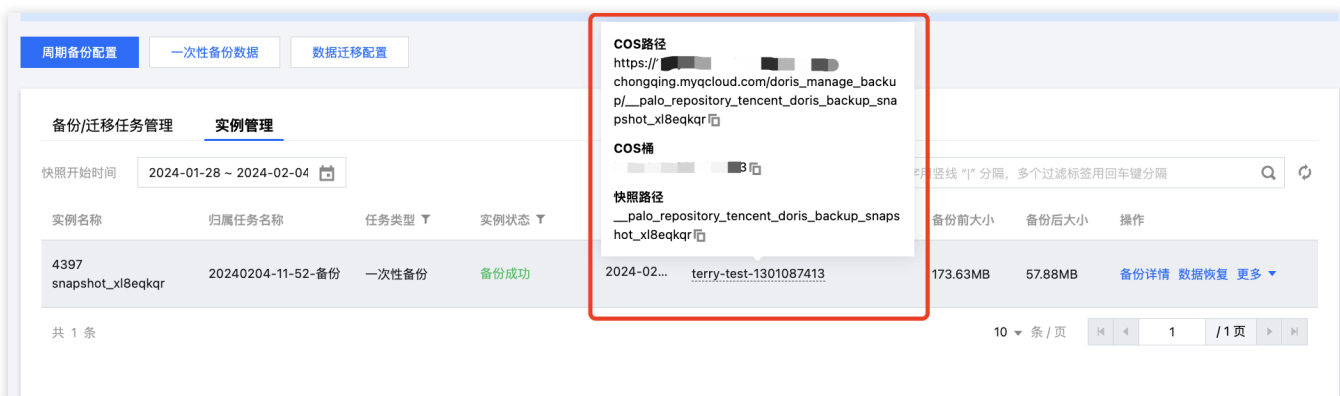 周期备份配置
一次性备份数据
数据迁移配置
COS路径
https://
chongqing.myqcloud.com/doris_manage_backu
p/__palo_repository_tencent_doris_backup_sna
pshot_xl8eqkqr
COS桶
3
快照路径
__palo_repository_tencent_doris_backup_snaps
hot_xl8eqkqr
备份/迁移任务管理
实例管理
快照开始时间
2024-01-28 ~ 2024-02-04
用竖线 "|" 分隔，多个过滤标签用回车键分隔
实例名称
归属任务名称
任务类型
实例状态
备份前大小
备份后大小
操作
4397
snapshot_xl8eqkqr
20240204-11-52-备份
一次性备份
备份成功
2024-02...
terry-test-1301087413
173.63MB
57.88MB
备份详情 数据恢复 更多
共 1 条
10 条 / 页
1
/ 1 页